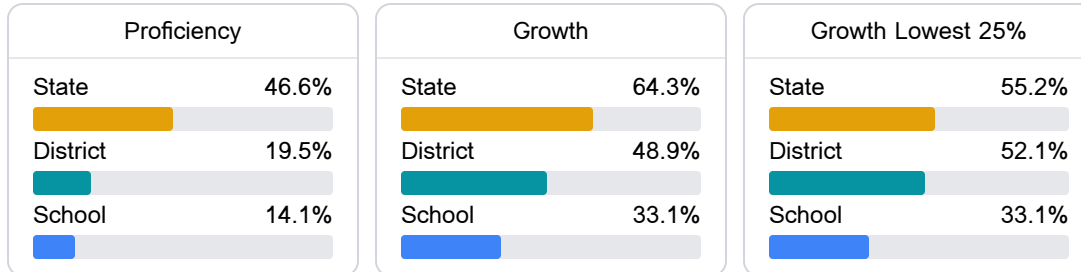 Proficiency
State 46.6%
District 19.5%
School 14.1%
Growth
State 64.3%
District 48.9%
School 33.1%
Growth Lowest 25%
State 55.2%
District 52.1%
School 33.1%